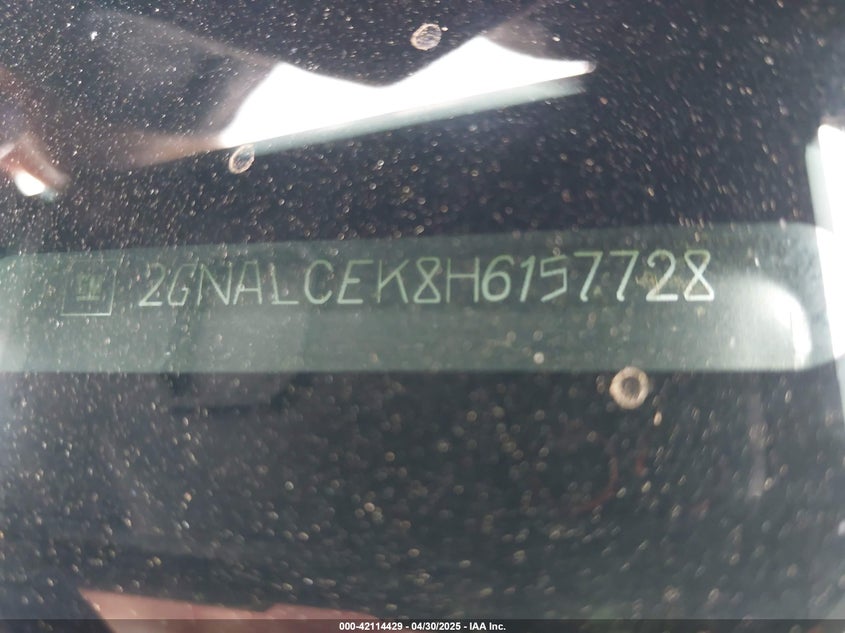 2GNALCEK8H6157728
000-42114429 - 04/30/2025 - IAA Inc.